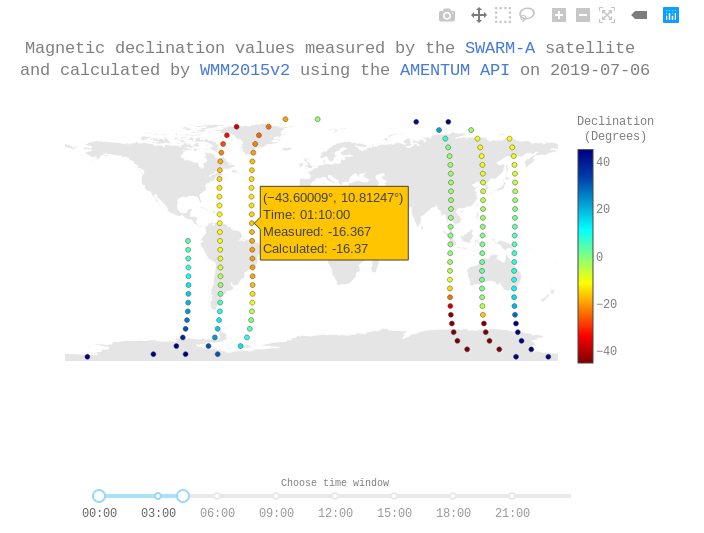 Magnetic declination values measured by the SWARM-A satellite
and calculated by WMM2015v2 using the AMENTUM API on 2019-07-06
Declination
(Degrees)
40
20
0
−20
−40
(−43.60009°, 10.81247°)
Time: 01:10:00
Measured: -16.367
Calculated: -16.37
Choose time window
00:00 03:00 06:00 09:00 12:00 15:00 18:00 21:00